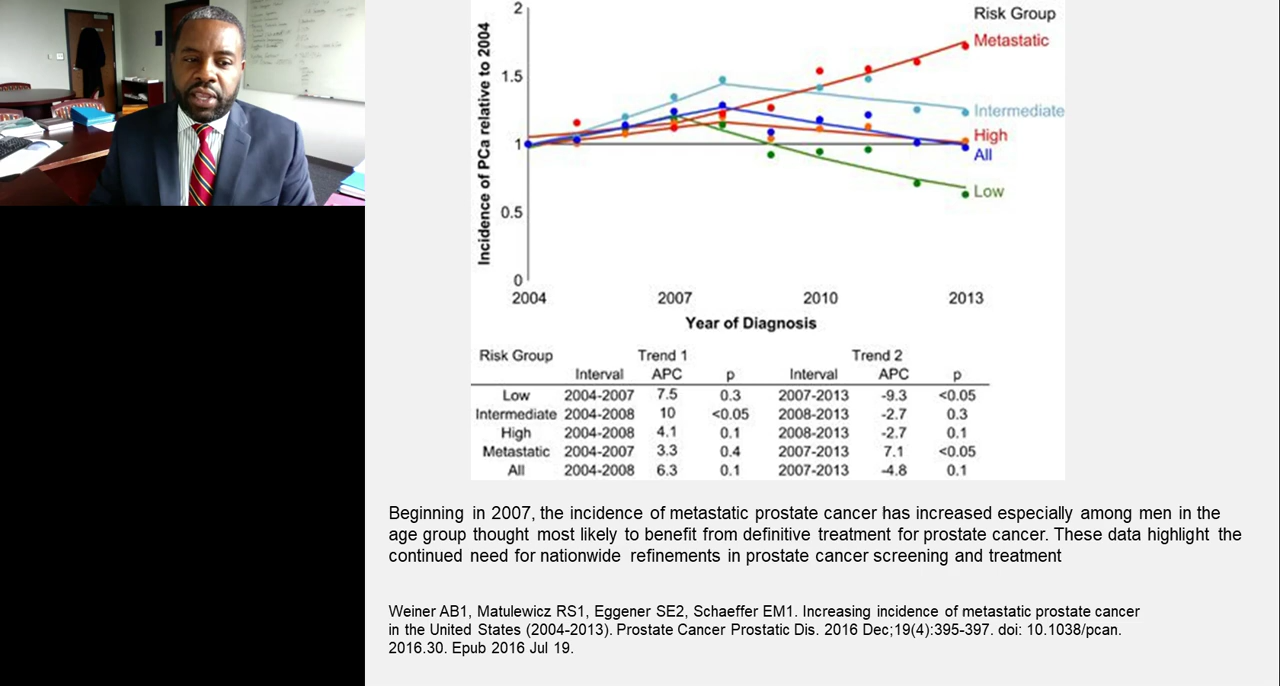 2
1.5
1
0.5
0
Incidence of PCa relative to 2004
2004 2007 2010 2013
Year of Diagnosis
Risk Group
Metastatic
Intermediate
High
All
Low
Risk Group Trend 1 Trend 2
Interval APC p Interval APC p
Low 2004-2007 7.5 0.3 2007-2013 -9.3 <0.05
Intermediate 2004-2008 10 <0.05 2008-2013 -2.7 0.3
High 2004-2008 4.1 0.1 2008-2013 -2.7 0.1
Metastatic 2004-2007 3.3 0.4 2007-2013 7.1 <0.05
All 2004-2008 6.3 0.1 2007-2013 -4.8 0.1
Beginning in 2007, the incidence of metastatic prostate cancer has increased especially among men in the
age group thought most likely to benefit from definitive treatment for prostate cancer. These data highlight the
continued need for nationwide refinements in prostate cancer screening and treatment
Weiner AB1, Matulewicz RS1, Eggener SE2, Schaeffer EM1. Increasing incidence of metastatic prostate cancer
in the United States (2004-2013). Prostate Cancer Prostatic Dis. 2016 Dec;19(4):395-397. doi: 10.1038/pcan.
2016.30. Epub 2016 Jul 19.